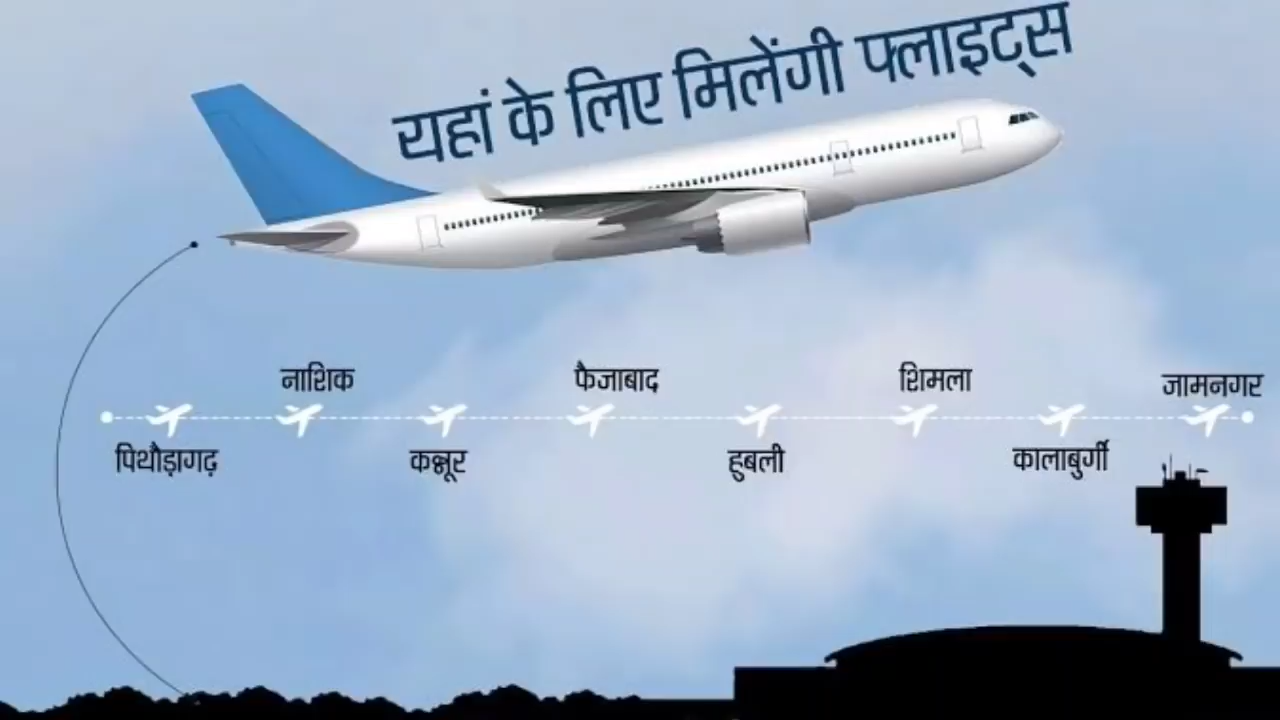 यहां के लिए मिलेंगी फ्लाइट्स
नाशिक
फैजाबाद
शिमला
जामनगर
पिथौड़ागढ़
कन्नूर
हुबली
कालाबुर्गी